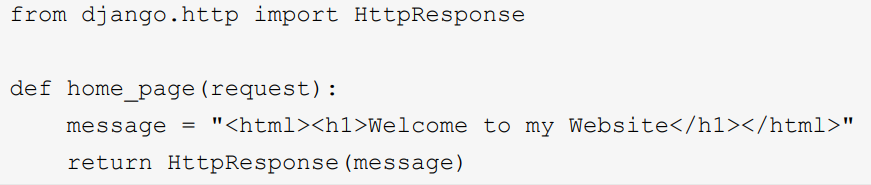 from django.http import HttpResponse
def home_page(request):
message = "<html><h1>Welcome to my Website</h1></html>"
return HttpResponse(message)